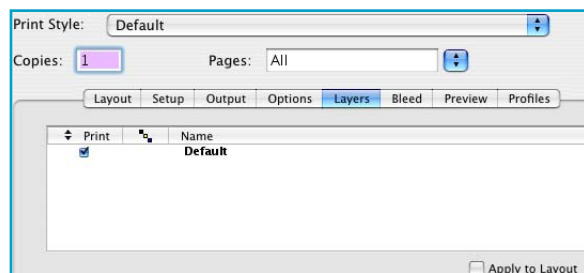 Print Style: Default
Copies: 1 Pages: All
Layout Setup Output Options Layers Bleed Preview Profiles
Print Name
Default
Apply to Layout